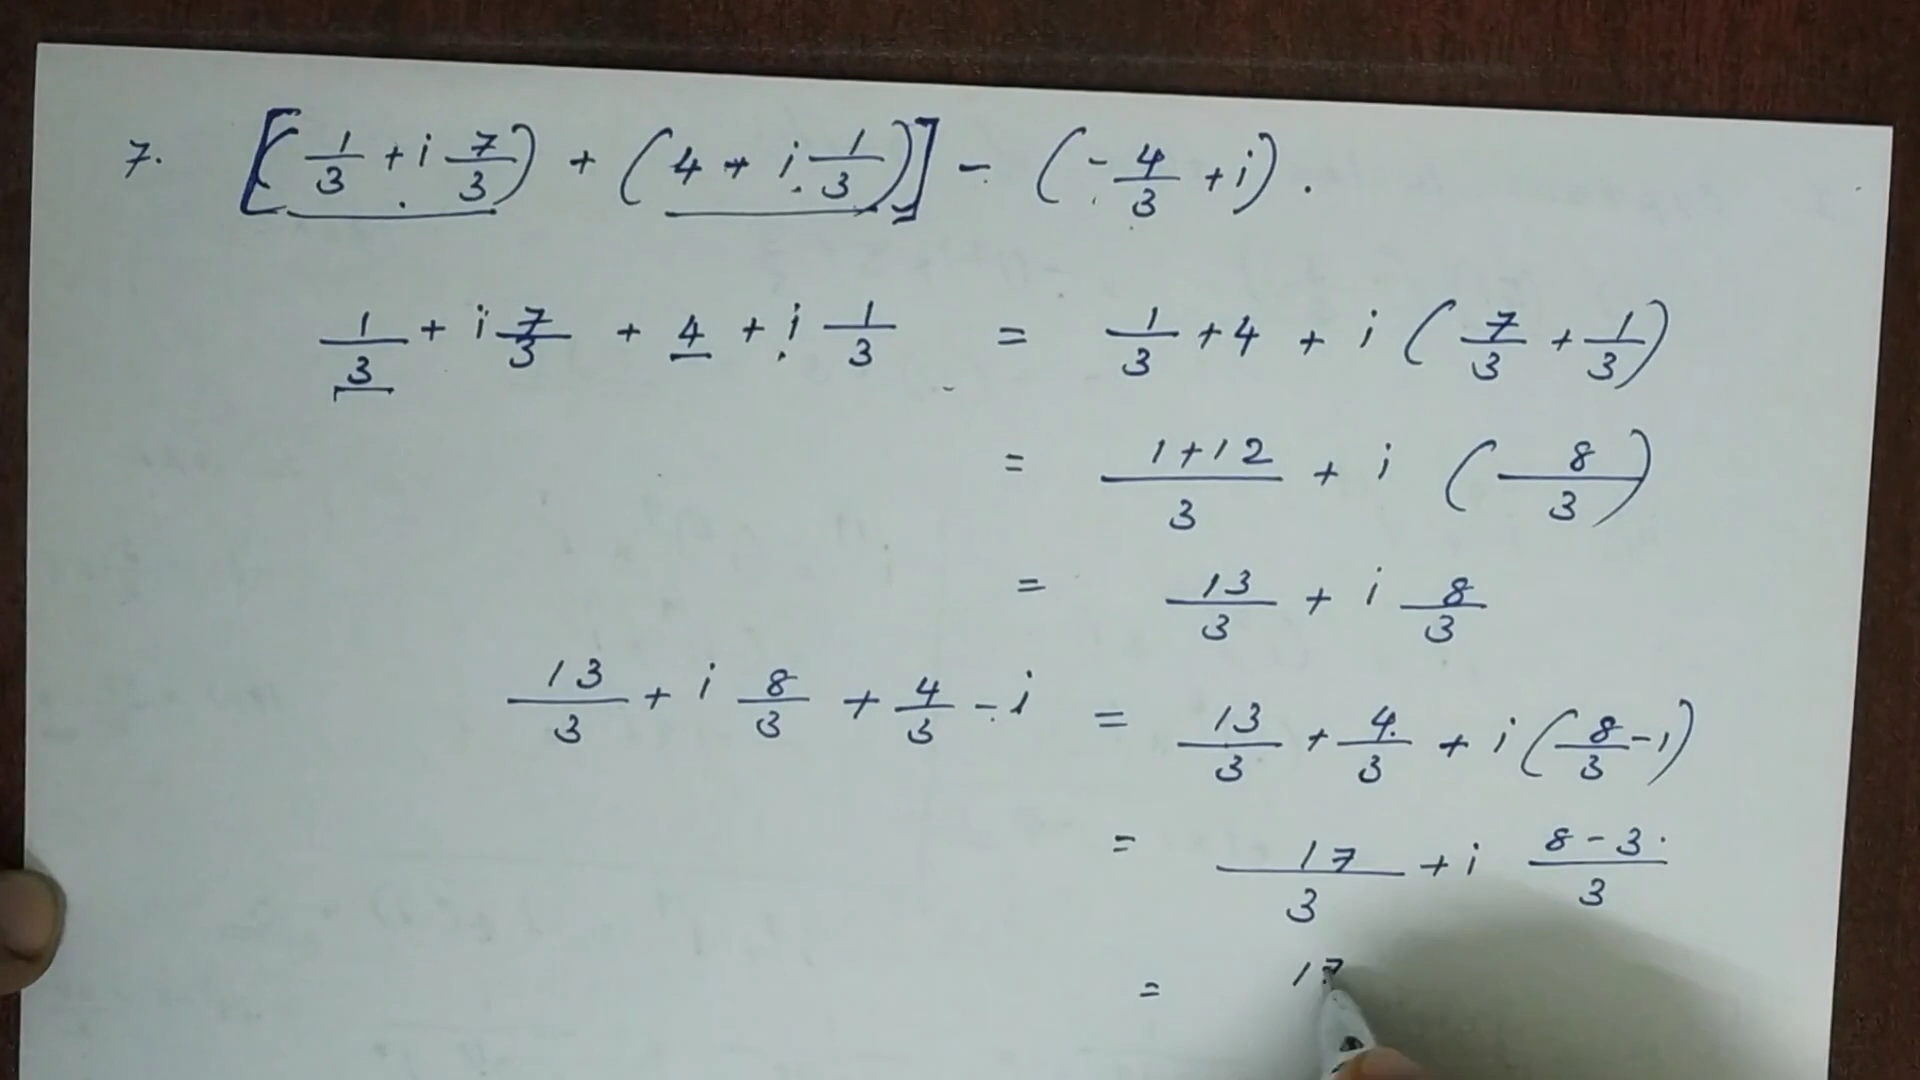 7. [(1/3 + i 7/3) + (4 + i 1/3)] - (-4/3 + i).
1/3 + i 7/3 + 4 + i 1/3 = 1/3 + 4 + i (7/3 + 1/3)
= (1+12)/3 + i (8/3)
= 13/3 + i 8/3
13/3 + i 8/3 + 4/3 - i = 13/3 + 4/3 + i (8/3 - 1)
= 17/3 + i (8-3)/3
= 17